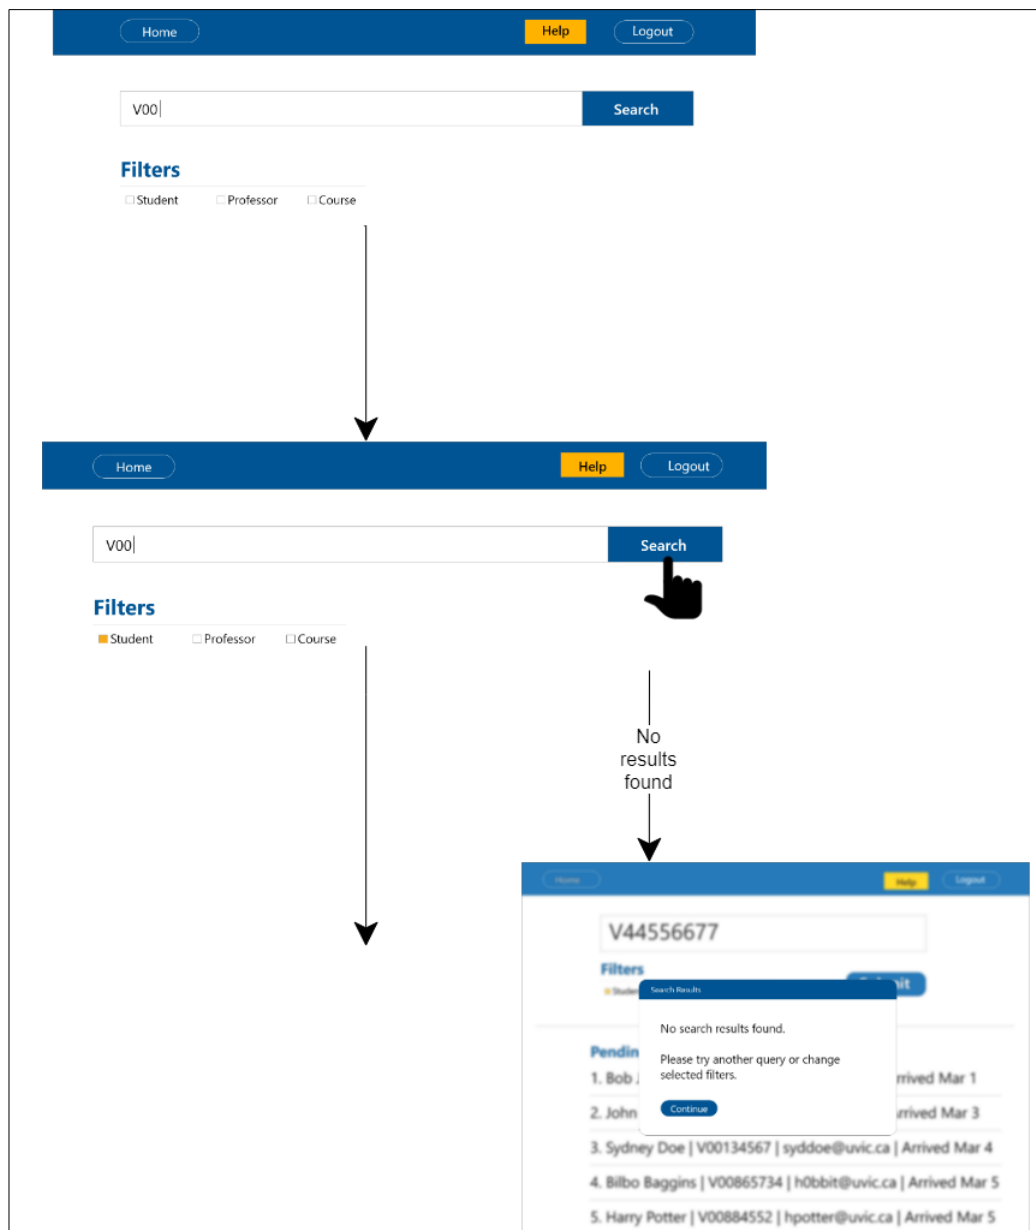 Home Help Logout
V00 Search
Filters
Student Professor Course
Home Help Logout
V00 Search
Filters
Student Professor Course
No
results
found
Home Help Logout
V44556677
Filters
Search Results
No search results found.
Pendin
Please try another query or change
selected filters.
1. Bob rrived Mar 1
Continue
2. John rrived Mar 3
3. Sydney Doe | V00134567 | syddoe@uvic.ca | Arrived Mar 4
4. Bilbo Baggins | V00865734 | h0bbit@uvic.ca | Arrived Mar 5
5. Harry Potter | V00884552 | hpotter@uvic.ca | Arrived Mar 5